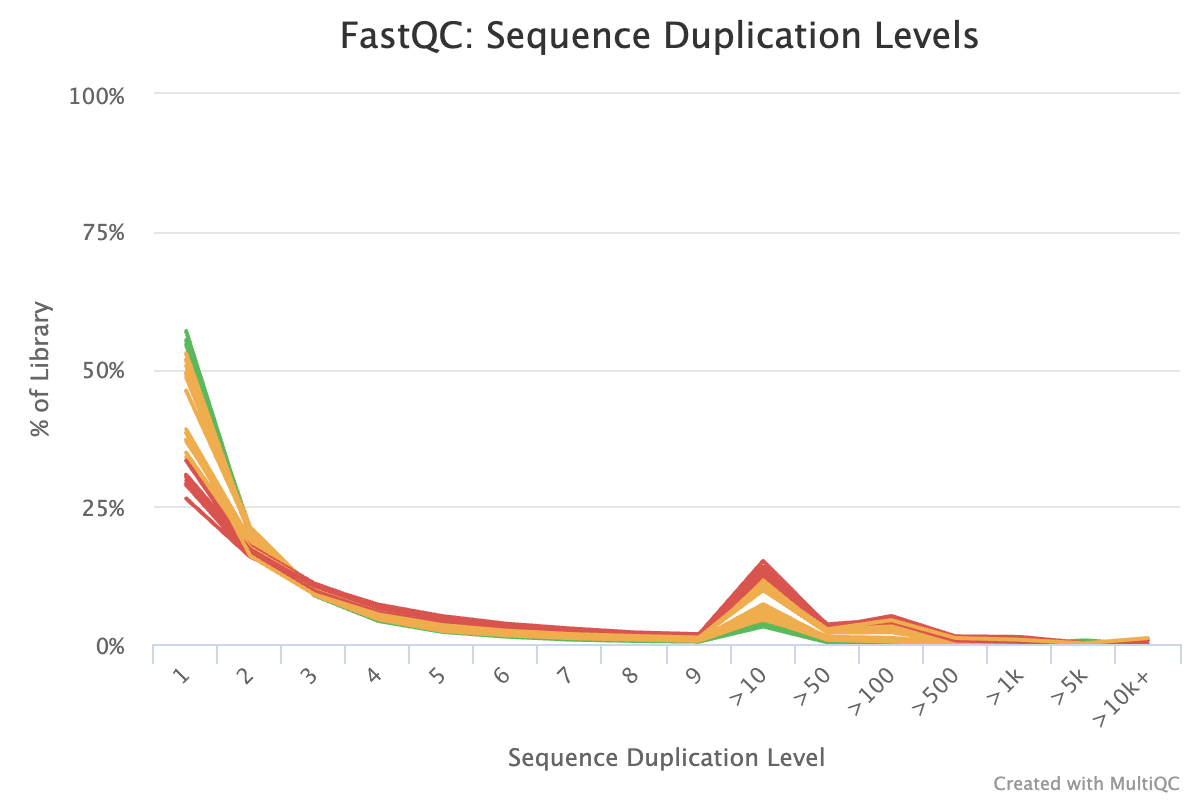 FastQC: Sequence Duplication Levels
100%
75%
50%
25%
0%
% of Library
1
2
3
4
5
6
7
8
9
>10
>50
>100
>500
>1k
>5k
>10k+
Sequence Duplication Level
Created with MultiQC